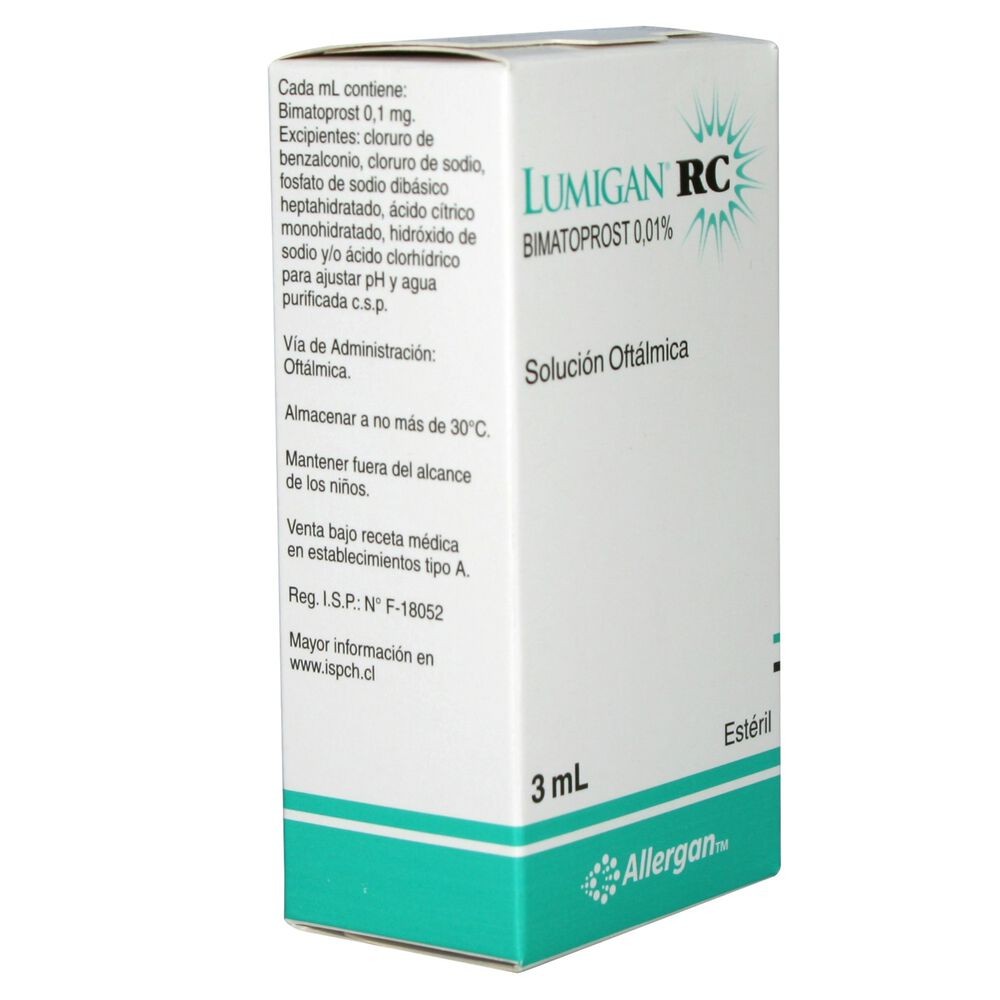 Cada mL contiene:
Bimatoprost 0,1 mg.
Excipientes: cloruro de
benzalconio, cloruro de sodio,
fosfato de sodio dibásico
heptahidratado, ácido cítrico
monohidratado, hidróxido de
sodio y/o ácido clorhídrico
para ajustar pH y agua
purificada c.s.p.
Vía de Administración:
Oftálmica.
Almacenar a no más de 30°C.
Mantener fuera del alcance
de los niños.
Venta bajo receta médica
en establecimientos tipo A.
Reg. I.S.P.: N° F-18052
Mayor información en
www.ispch.cl
LUMIGAN® RC
BIMATOPROST 0,01%
Solución Oftálmica
Estéril
3 mL
Allergan™